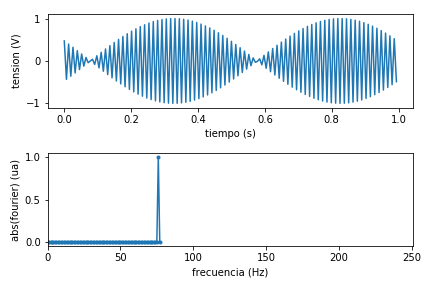 1
0
−1
tension (V)
0.0 0.2 0.4 0.6 0.8 1.0
tiempo (s)
1.0
0.5
0.0
abs(fourier) (ua)
0 50 100 150 200 250
frecuencia (Hz)